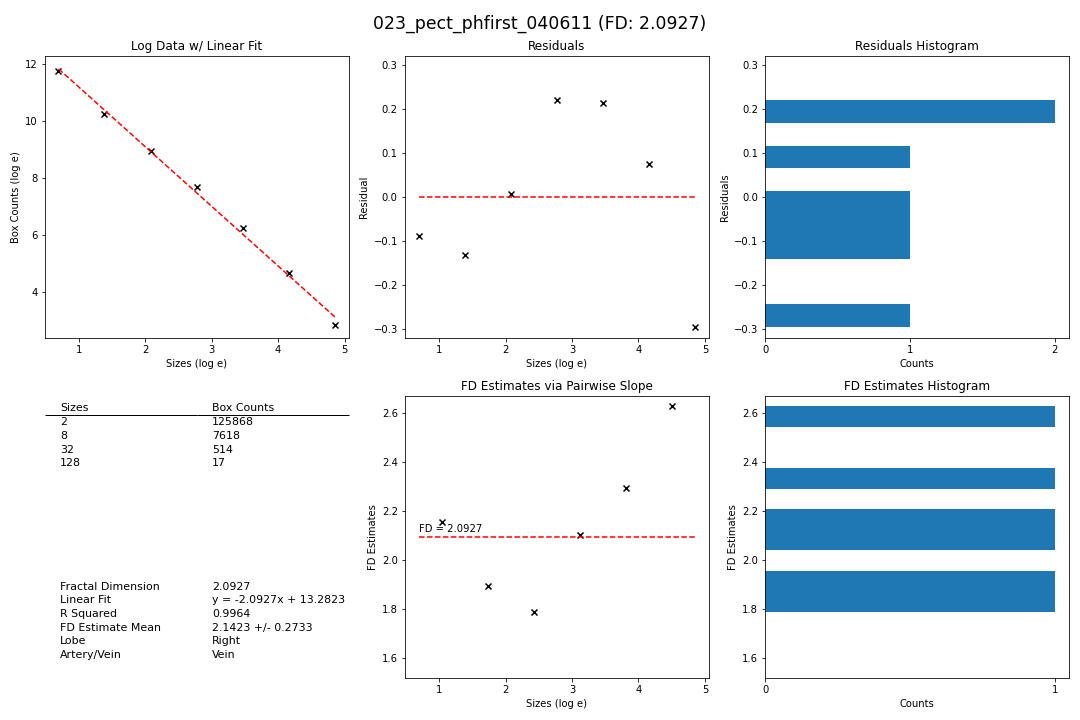 023_pect_phfirst_040611 (FD: 2.0927)
Log Data w/ Linear Fit
Box Counts (log e)
12
10
8
6
4
1 2 3 4 5
Sizes (log e)
Residuals
Residual
0.3
0.2
0.1
0.0
−0.1
−0.2
−0.3
1 2 3 4 5
Sizes (log e)
Residuals Histogram
Residuals
0.3
0.2
0.1
0.0
−0.1
−0.2
−0.3
0 1 2
Counts
Sizes Box Counts
2 125868
8 7618
32 514
128 17
Fractal Dimension 2.0927
Linear Fit y = -2.0927x + 13.2823
R Squared 0.9964
FD Estimate Mean 2.1423 +/- 0.2733
Lobe Right
Artery/Vein Vein
FD Estimates via Pairwise Slope
FD Estimates
2.6
2.4
2.2
2.0
1.8
1.6
FD = 2.0927
1 2 3 4 5
Sizes (log e)
FD Estimates Histogram
FD Estimates
2.6
2.4
2.2
2.0
1.8
1.6
0 1
Counts